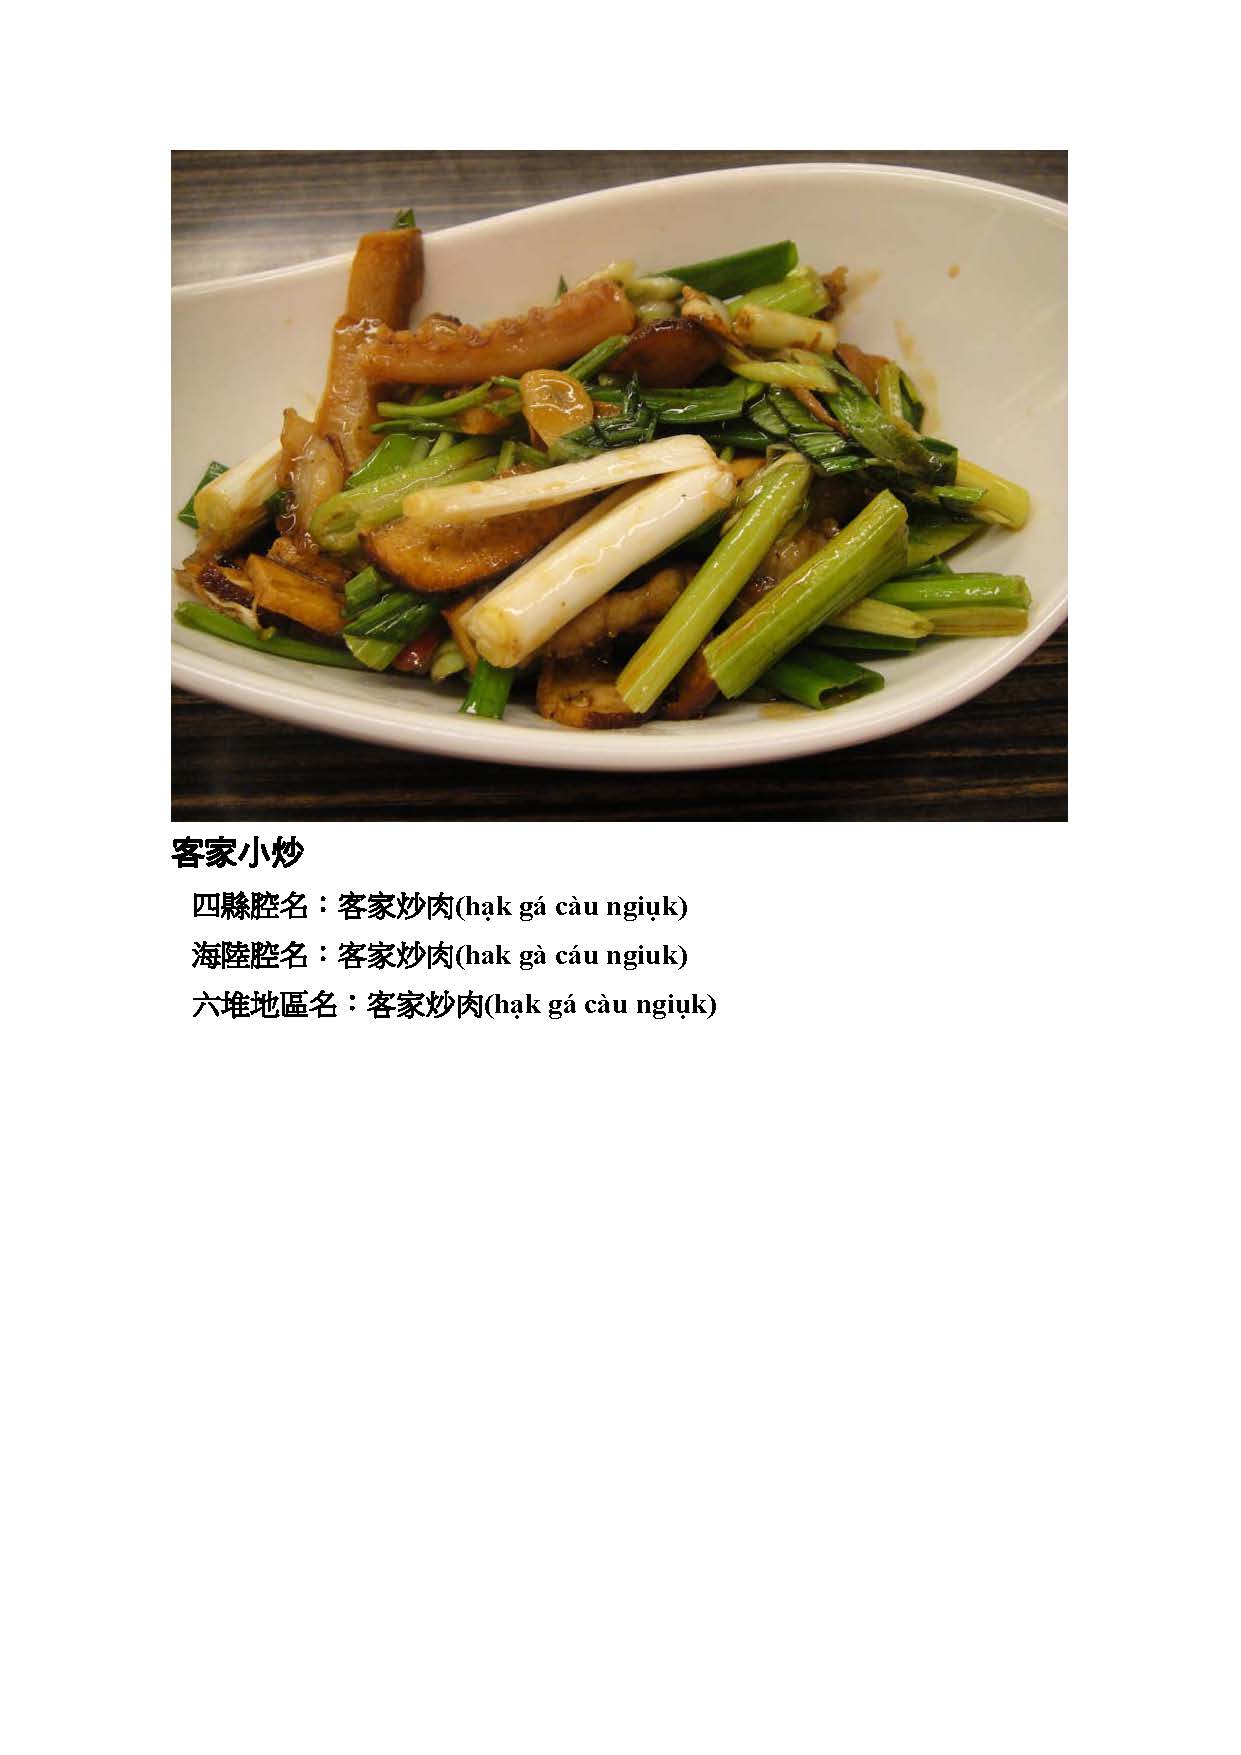 客家小炒
四縣腔名：客家炒肉(hạk gá càu ngiụk)
海陸腔名：客家炒肉(hak gà cáu ngiuk)
六堆地區名：客家炒肉(hạk gá càu ngiụk)